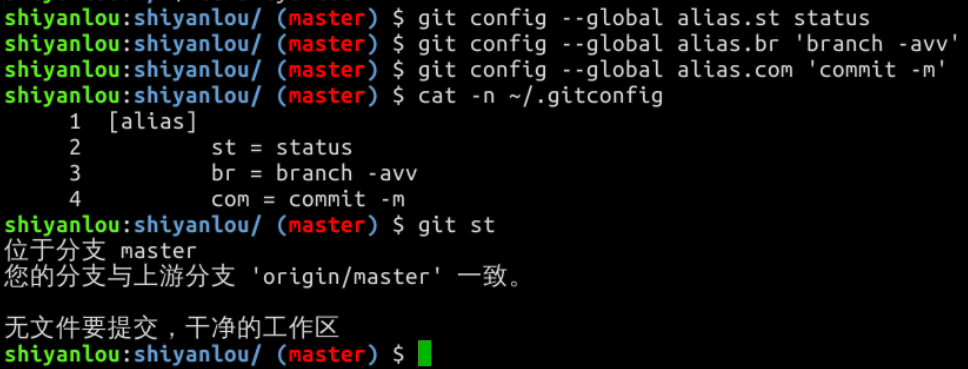 shiyanlou:shiyanlou/ (master) $ git config --global alias.st status
shiyanlou:shiyanlou/ (master) $ git config --global alias.br 'branch -avv'
shiyanlou:shiyanlou/ (master) $ git config --global alias.com 'commit -m'
shiyanlou:shiyanlou/ (master) $ cat -n ~/.gitconfig
1 [alias]
2 st = status
3 br = branch -avv
4 com = commit -m
shiyanlou:shiyanlou/ (master) $ git st
位于分支 master
您的分支与上游分支 'origin/master' 一致。
无文件要提交，干净的工作区
shiyanlou:shiyanlou/ (master) $